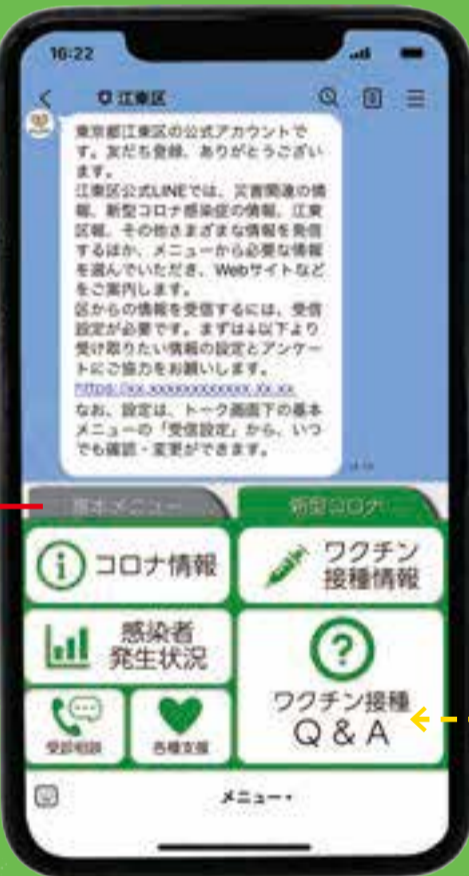 16:22
江東区
東京都江東区の公式アカウントで
す。友だち登録、ありがとうござい
ます。
江東区公式LINEでは、災害関連の情
報、新型コロナ感染症の情報、江東
区報、その他さまざまな情報を発信
するほか、メニューから必要な情報
を選んでいただき、Webサイトなど
をご案内します。
区からの情報を受信するには、受信
設定が必要です。まずは↓以下より
受け取りたい情報の設定とアンケー
トにご協力をお願いします。
https://xx.xxxxxxxxxxxx.xx.xx
なお、設定は、トーク画面下の基本
メニューの「受信設定」から、いつ
でも確認・変更ができます。
基本メニュー
新型コロナ
コロナ情報
ワクチン
接種情報
感染者
発生状況
受診相談
各種支援
ワクチン接種
Q & A
メニュー